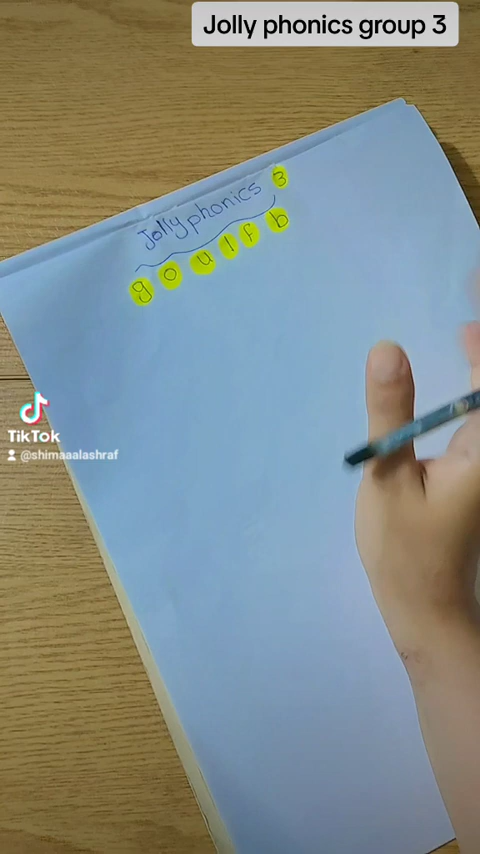 Jolly phonics group 3
Jolly phonics 3
g o u l f b
TikTok
@shimaaalashraf